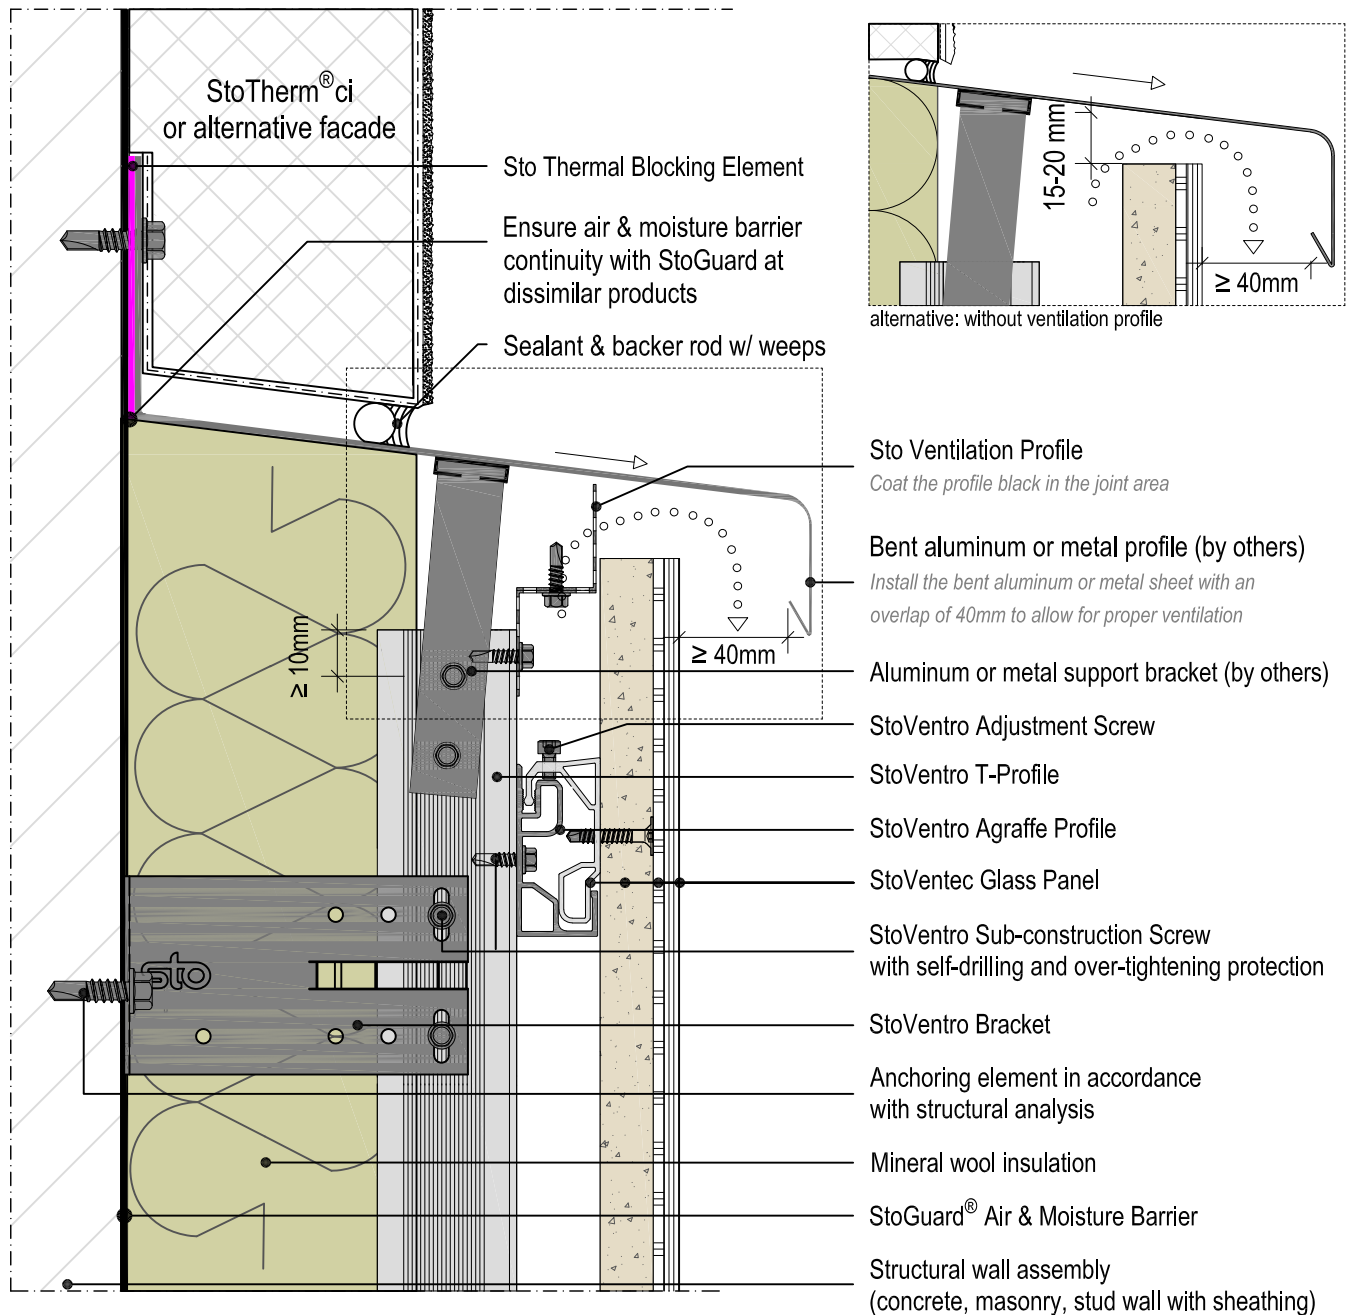 StoTherm® ci
or alternative facade
Sto Thermal Blocking Element
Ensure air & moisture barrier
continuity with StoGuard at
dissimilar products
Sealant & backer rod w/ weeps
15-20 mm
≥ 40mm
alternative: without ventilation profile
Sto Ventilation Profile
Coat the profile black in the joint area
Bent aluminum or metal profile (by others)
Install the bent aluminum or metal sheet with an
overlap of 40mm to allow for proper ventilation
≥ 10mm
≥ 40mm
Aluminum or metal support bracket (by others)
StoVentro Adjustment Screw
StoVentro T-Profile
StoVentro Agraffe Profile
StoVentec Glass Panel
StoVentro Sub-construction Screw
with self-drilling and over-tightening protection
sto
StoVentro Bracket
Anchoring element in accordance
with structural analysis
Mineral wool insulation
StoGuard® Air & Moisture Barrier
Structural wall assembly
(concrete, masonry, stud wall with sheathing)